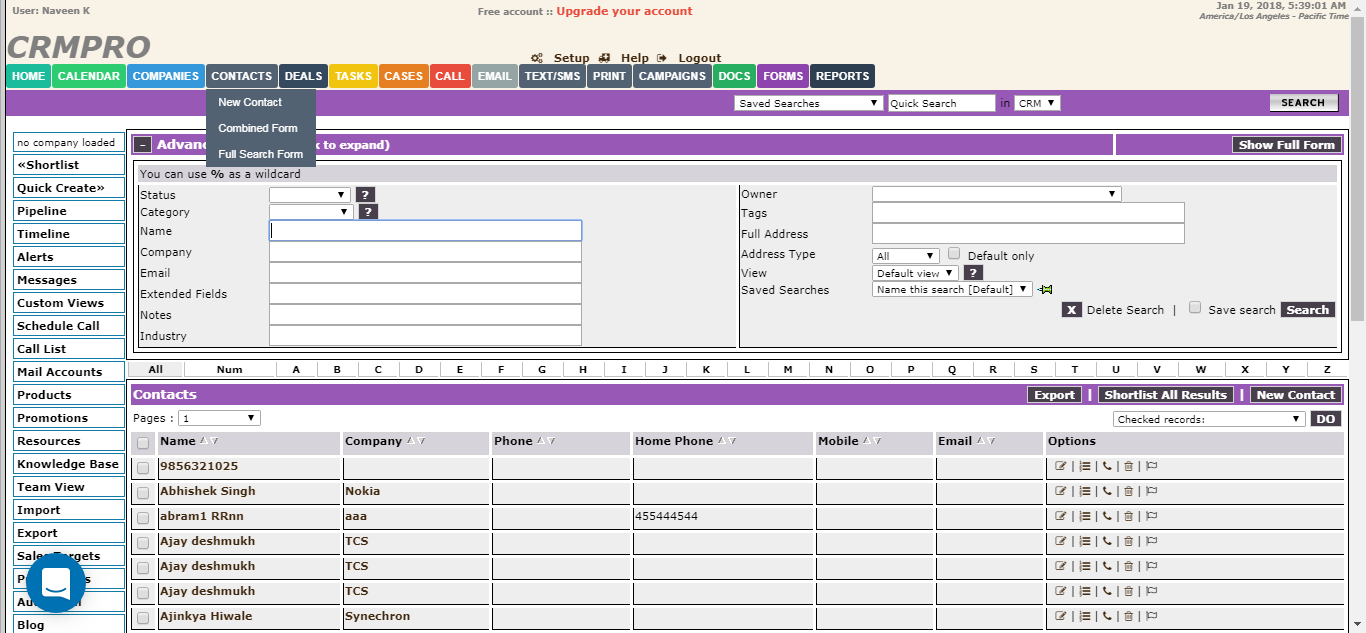 User: Naveen K
Free account :: Upgrade your account
Jan 19, 2018, 5:39:01 AM
America/Los Angeles - Pacific Time
CRMPRO
Setup Help Logout
HOME CALENDAR COMPANIES CONTACTS DEALS TASKS CASES CALL EMAIL TEXT/SMS PRINT CAMPAIGNS DOCS FORMS REPORTS
New Contact
Combined Form
Full Search Form
Saved Searches Quick Search in CRM SEARCH
no company loaded
«Shortlist
Quick Create»
Pipeline
Timeline
Alerts
Messages
Custom Views
Schedule Call
Call List
Mail Accounts
Products
Promotions
Resources
Knowledge Base
Team View
Import
Export
Blog
- k to expand) Show Full Form
You can use % as a wildcard
Status ?
Category ?
Name
Company
Email
Extended Fields
Notes
Industry
Owner
Tags
Full Address
Address Type All Default only
View Default view ?
Saved Searches Name this search [Default]
X Delete Search | Save search Search
All Num A B C D E F G H I J K L M N O P Q R S T U V W X Y Z
Contacts Export | Shortlist All Results | New Contact
Pages : 1 Checked records: DO
Name Company Phone Home Phone Mobile Email Options
9856321025
Abhishek Singh Nokia
abram1 RRnn aaa 455444544
Ajay deshmukh TCS
Ajay deshmukh TCS
Ajay deshmukh TCS
Ajinkya Hiwale Synechron